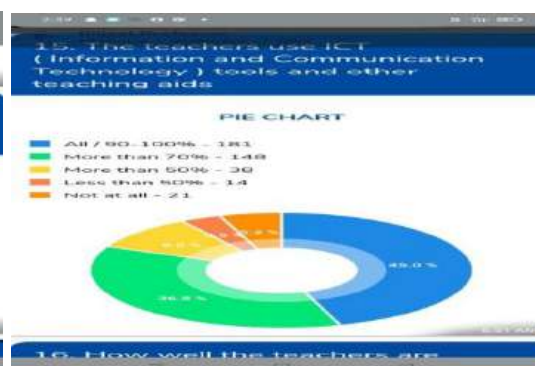 15. The teachers use ICT
( Information and Communication
Technology ) tools and other
teaching aids
PIE CHART
All / 90-100% - 181
More than 70% - 148
More than 50% - 38
Less than 50% - 14
Not at all - 21
45.0 %
36.8 %
16. How well the teachers are